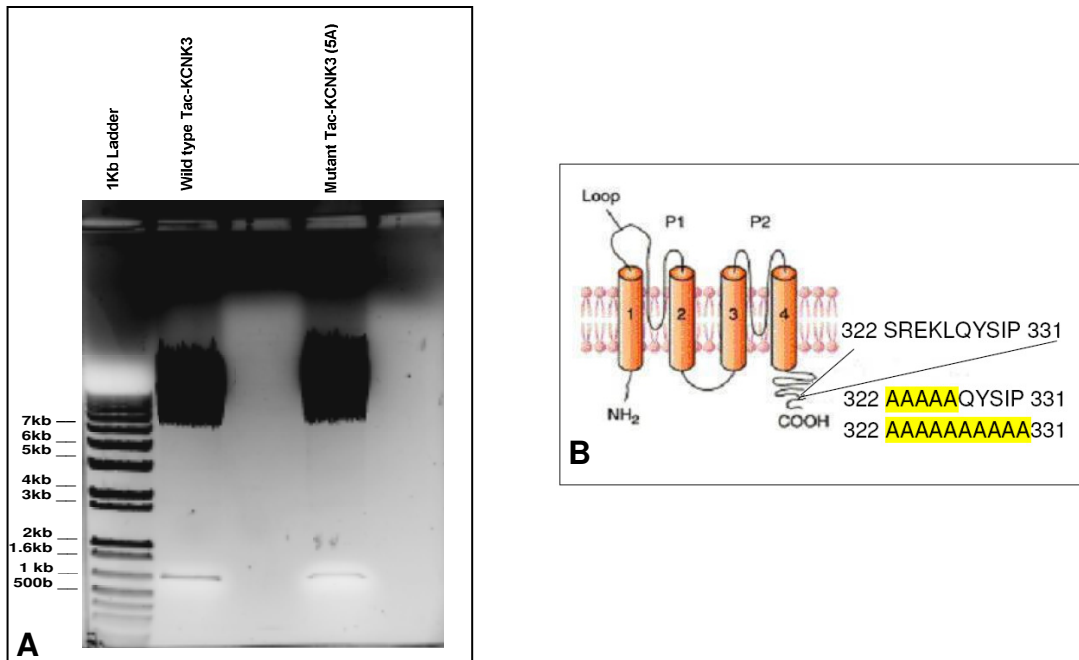 1Kb Ladder
Wild type Tac-KCNK3
Mutant Tac-KCNK3 (5A)
7kb
6kb
5kb
4kb
3kb
2kb
1.6kb
1 kb
500b
A
Loop
P1
P2
1
2
3
4
NH2
COOH
322 SREKLQYSIP 331
322 AAAAAQYSIP 331
322 AAAAAAAAAA331
B